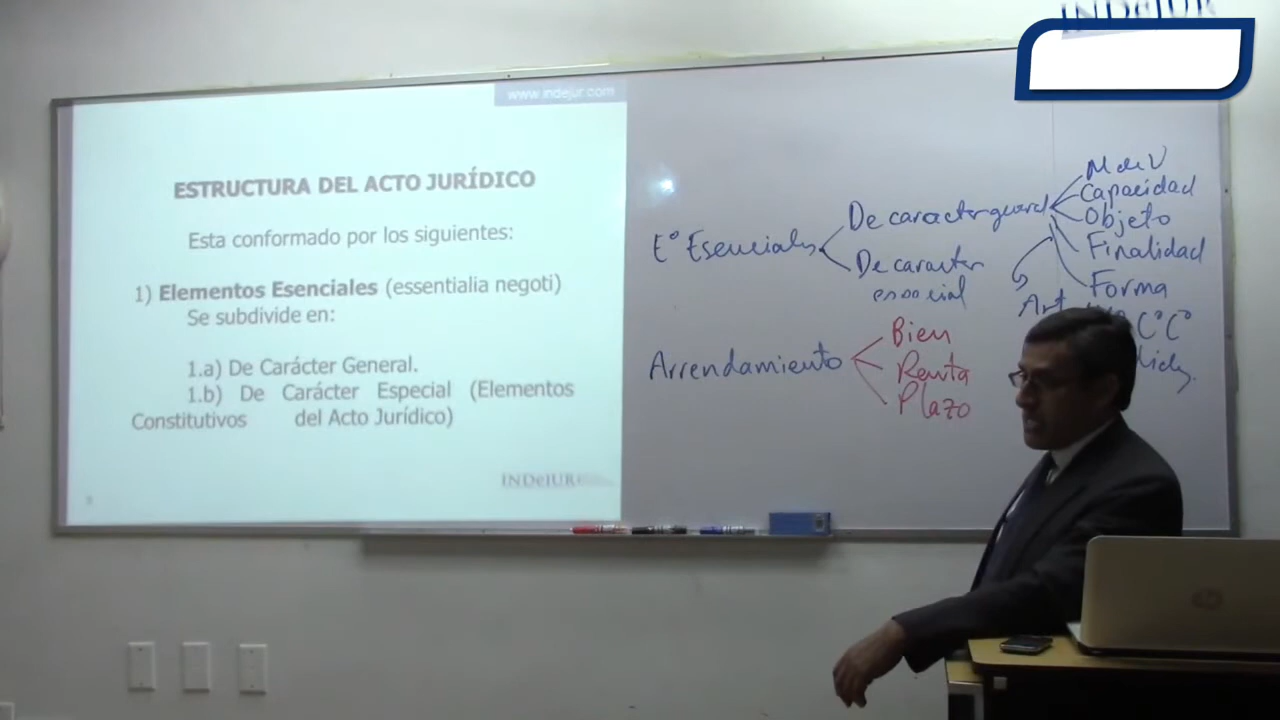 INDeJUR
www.indejur.com
ESTRUCTURA DEL ACTO JURÍDICO
Esta conformado por los siguientes:
1) Elementos Esenciales (essentialia negoti)
Se subdivide en:
1.a) De Carácter General.
1.b) De Carácter Especial (Elementos
Constitutivos del Acto Jurídico)
INDeJUR
E° Esenciales
De caracter general
M de V
Capacidad
Objeto
Finalidad
Forma
De caracter
especial
Art
C°C°
Arrendamiento
Bien
Renta
Plazo